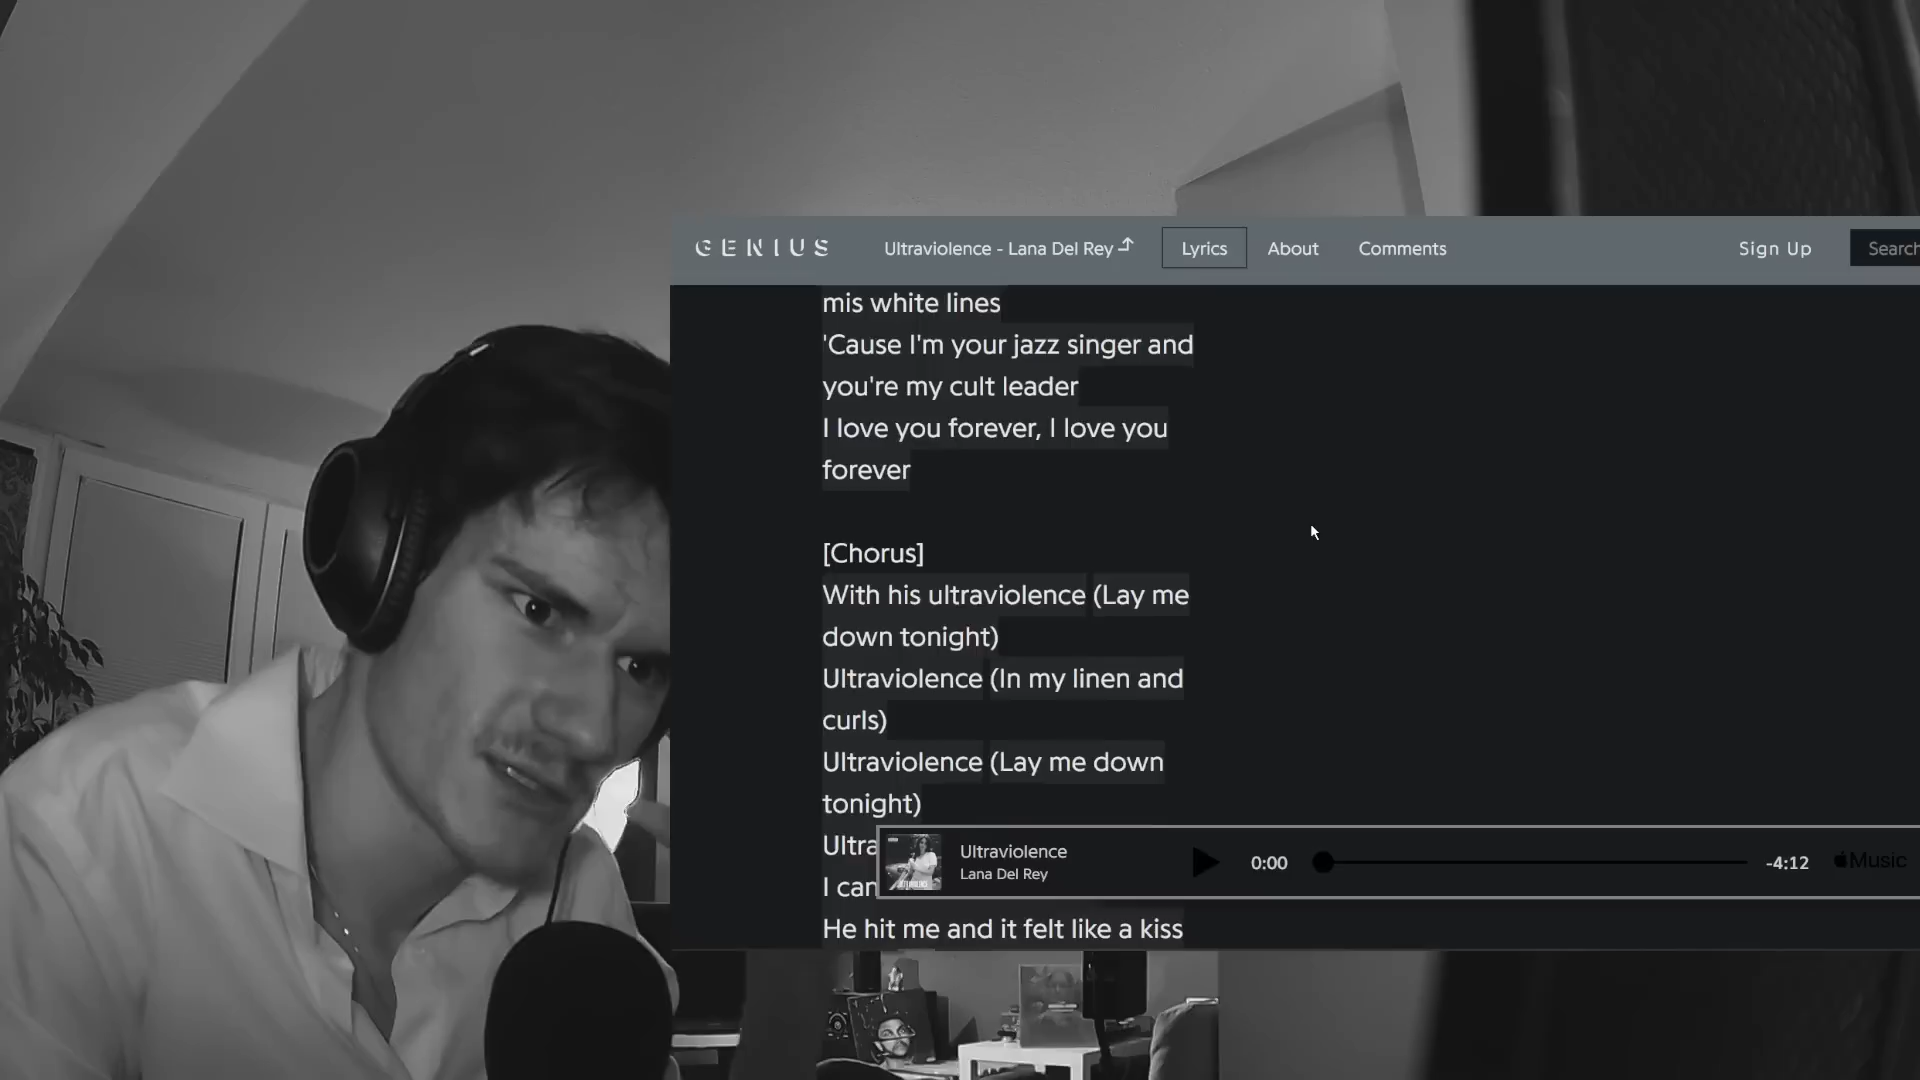 GENIUS
Ultraviolence - Lana Del Rey
Lyrics
About
Comments
Sign Up
Search
mis white lines
'Cause I'm your jazz singer and
you're my cult leader
I love you forever, I love you
forever
[Chorus]
With his ultraviolence (Lay me
down tonight)
Ultraviolence (In my linen and
curls)
Ultraviolence (Lay me down
tonight)
Ultra
I can
Ultraviolence
Lana Del Rey
0:00
-4:12
Music
He hit me and it felt like a kiss